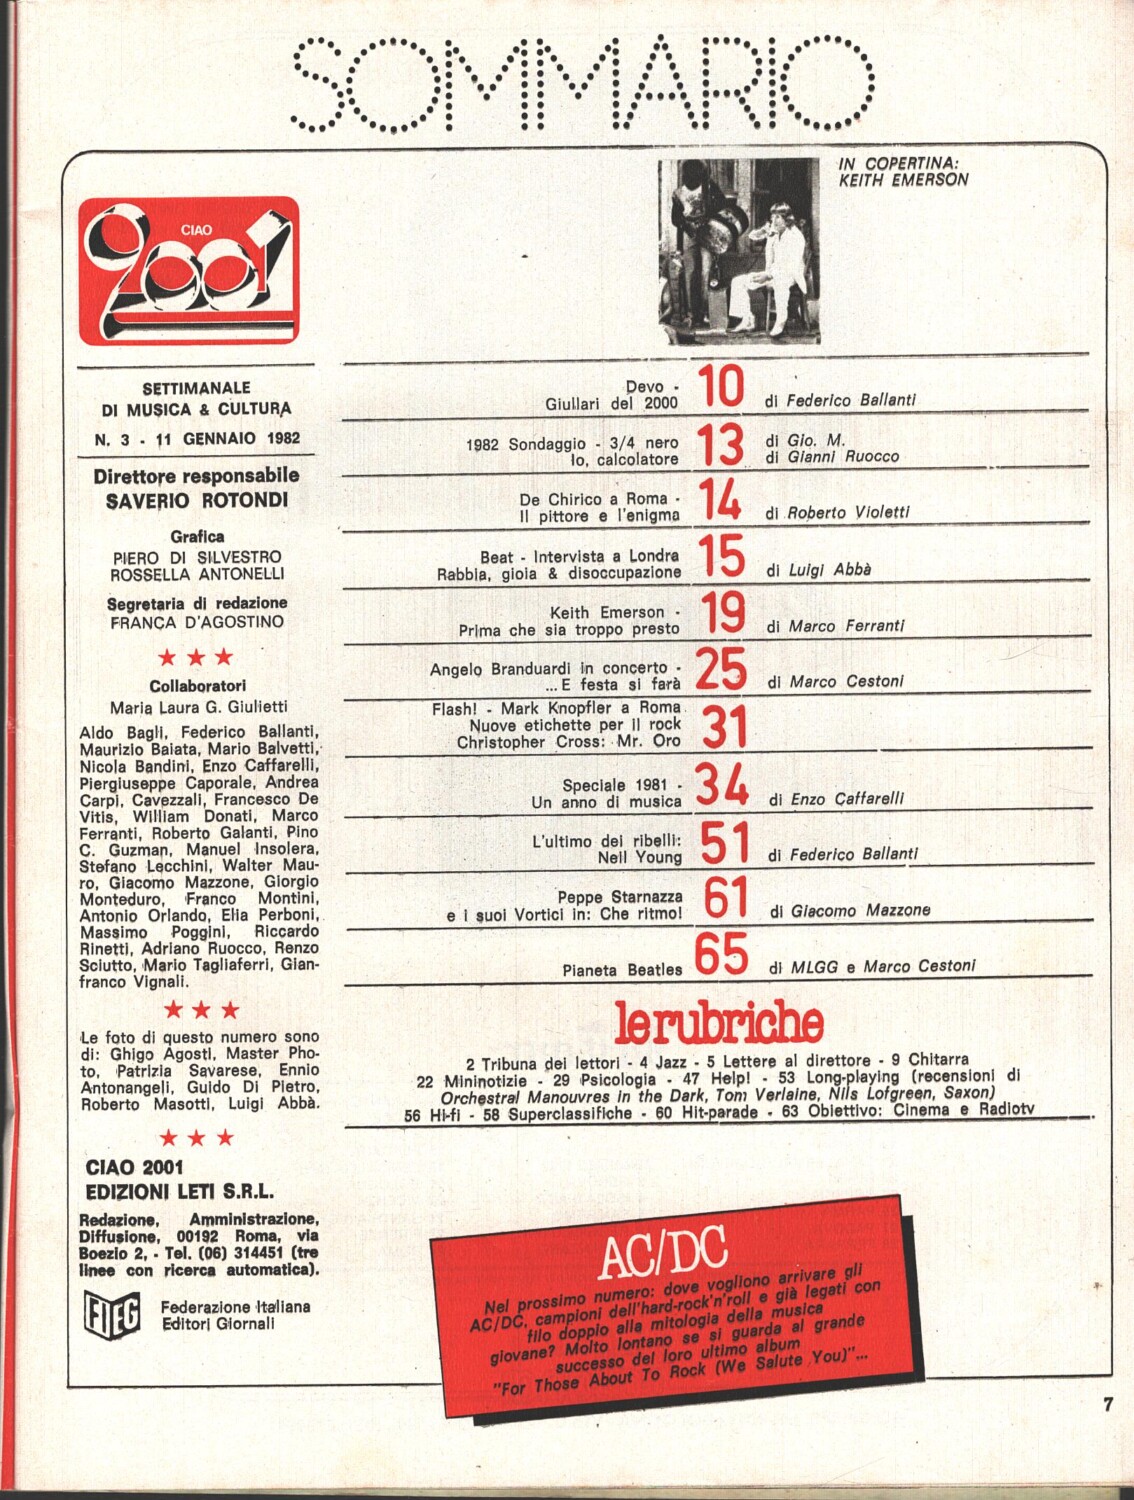 SOMMARIO
IN COPERTINA:
KEITH EMERSON
CIAO
2001
SETTIMANALE
DI MUSICA & CULTURA
N. 3 - 11 GENNAIO 1982
Direttore responsabile
SAVERIO ROTONDI
Grafica
PIERO DI SILVESTRO
ROSSELLA ANTONELLI
Segretaria di redazione
FRANCA D'AGOSTINO
★ ★ ★
Collaboratori
Maria Laura G. Giulietti
Aldo Bagli, Federico Ballanti,
Maurizio Baiata, Mario Balvetti,
Nicola Bandini, Enzo Caffarelli,
Piergiuseppe Caporale, Andrea
Carpi, Cavezzali, Francesco De
Vitis, William Donati, Marco
Ferranti, Roberto Galanti, Pino
C. Guzman, Manuel Insolera,
Stefano Lecchini, Walter Mau-
ro, Giacomo Mazzone, Giorgio
Monteduro, Franco Montini,
Antonio Orlando, Elia Perboni,
Massimo Poggini, Riccardo
Rinetti, Adriano Ruocco, Renzo
Sciutto, Mario Tagliaferri, Gian-
franco Vignali.
★ ★ ★
Le foto di questo numero sono
di: Ghigo Agosti, Master Pho-
to, Patrizia Savarese, Ennio
Antonangeli, Guido Di Pietro,
Roberto Masotti, Luigi Abbà.
★ ★ ★
CIAO 2001
EDIZIONI LETI S.R.L.
Redazione, Amministrazione,
Diffusione, 00192 Roma, via
Boezio 2, - Tel. (06) 314451 (tre
linee con ricerca automatica).
FIEG
Federazione Italiana
Editori Giornali
Devo -
Giullari del 2000 10 di Federico Ballanti
1982 Sondaggio - 3/4 nero 13 di Gio. M.
Io, calcolatore di Gianni Ruocco
De Chirico a Roma -
Il pittore e l'enigma 14 di Roberto Violetti
Beat - Intervista a Londra
Rabbia, gioia & disoccupazione 15 di Luigi Abbà
Keith Emerson -
Prima che sia troppo presto 19 di Marco Ferranti
Angelo Branduardi in concerto -
...E festa si farà 25 di Marco Cestoni
Flash! - Mark Knopfler a Roma
Nuove etichette per il rock 31
Christopher Cross: Mr. Oro
Speciale 1981 -
Un anno di musica 34 di Enzo Caffarelli
L'ultimo dei ribelli:
Neil Young 51 di Federico Ballanti
Peppe Starnazza
e i suoi Vortici in: Che ritmo! 61 di Giacomo Mazzone
Pianeta Beatles 65 di MLGG e Marco Cestoni
le rubriche
2 Tribuna dei lettori - 4 Jazz - 5 Lettere al direttore - 9 Chitarra
22 Mininotizie - 29 Psicologia - 47 Help! - 53 Long-playing (recensioni di
Orchestral Manouvres in the Dark, Tom Verlaine, Nils Lofgreen, Saxon)
56 Hi-fi - 58 Superclassifiche - 60 Hit-parade - 63 Obiettivo: Cinema e Radiotv
AC/DC
Nel prossimo numero: dove vogliono arrivare gli
AC/DC, campioni dell'hard-rock'n'roll e già legati con
filo doppio alla mitologia della musica
giovane? Molto lontano se si guarda al grande
successo del loro ultimo album
"For Those About To Rock (We Salute You)"...
7